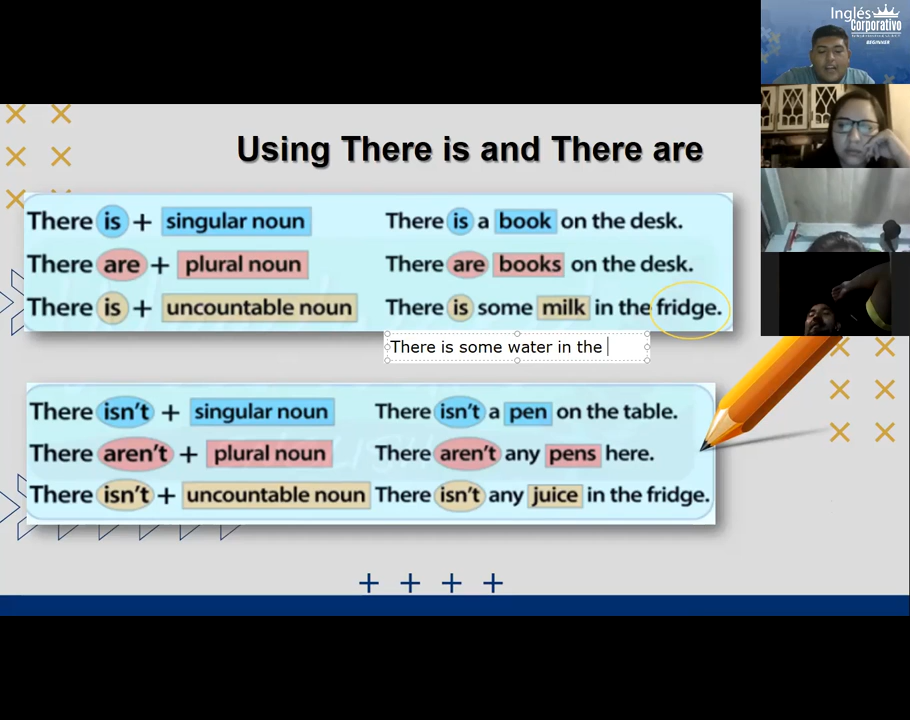 Inglés
Corporativo
BEGINNER
Using There is and There are
There is + singular noun There is a book on the desk.
There are + plural noun There are books on the desk.
There is + uncountable noun There is some milk in the fridge.
There is some water in the
There isn't + singular noun There isn't a pen on the table.
There aren't + plural noun There aren't any pens here.
There isn't + uncountable noun There isn't any juice in the fridge.